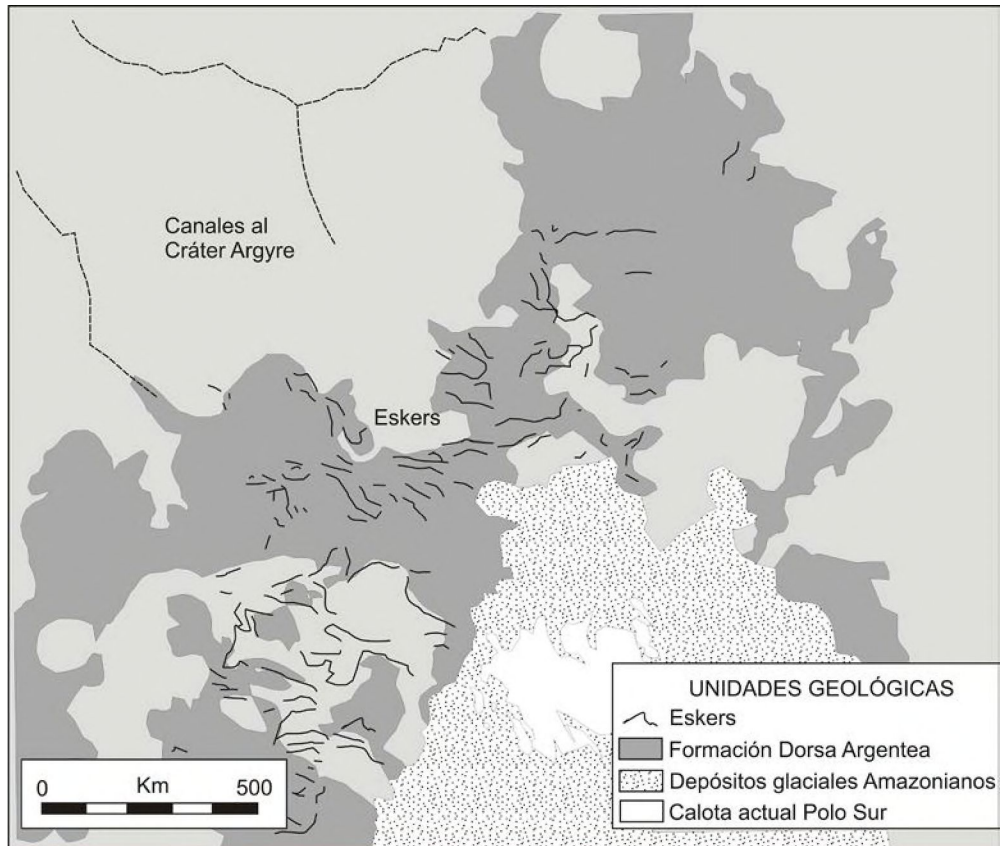 Canales al
Cráter Argyre
Eskers
UNIDADES GEOLÓGICAS
Eskers
Formación Dorsa Argentea
Depósitos glaciales Amazonianos
Calota actual Polo Sur
0 Km 500